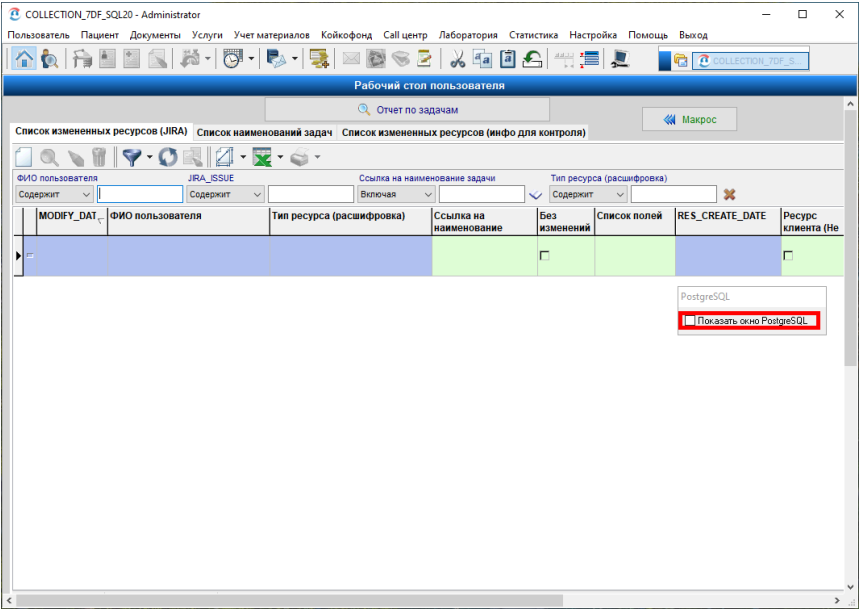 COLLECTION_7DF_SQL20 - Administrator
Пользователь Пациент Документы Услуги Учет материалов Койкофонд Call центр Лаборатория Статистика Настройка Помощь Выход
COLLECTION_7DF_S...
Рабочий стол пользователя
Отчет по задачам
Макрос
Список измененных ресурсов (JIRA) Список наименований задач Список измененных ресурсов (инфо для контроля)
ФИО пользователя JIRA_ISSUE Ссылка на наименование задачи Тип ресурса (расшифровка)
Содержит Содержит Включая Содержит
MODIFY_DAT ФИО пользователя Тип ресурса (расшифровка) Ссылка на наименование Без изменений Список полей RES_CREATE_DATE Ресурс клиента (Не
PostgreSQL
Показать окно PostgreSQL